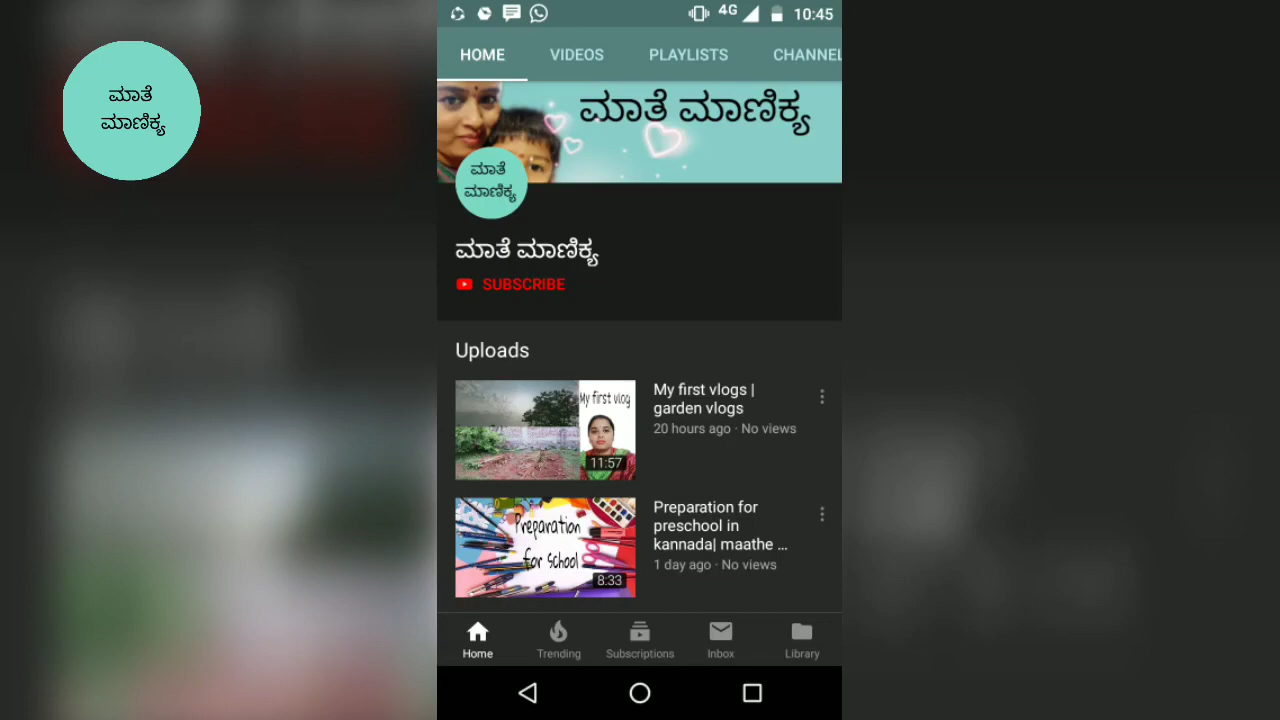 ಮಾತೆ
ಮಾಣಿಕ್ಯ
4G 10:45
HOME VIDEOS PLAYLISTS CHANNEL
ಮಾತೆ ಮಾಣಿಕ್ಯ
ಮಾತೆ
ಮಾಣಿಕ್ಯ
ಮಾತೆ ಮಾಣಿಕ್ಯ
SUBSCRIBE
Uploads
My first vlog
11:57
My first vlogs |
garden vlogs
20 hours ago · No views
Preparation
for school
8:33
Preparation for
preschool in
kannada| maathe ...
1 day ago · No views
Home Trending Subscriptions Inbox Library